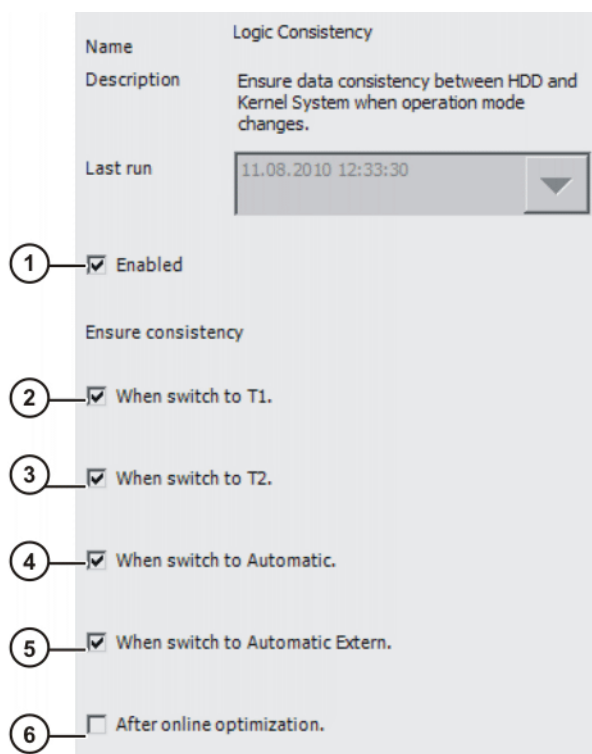 Name Logic Consistency
Description Ensure data consistency between HDD and
Kernel System when operation mode
changes.
Last run 11.08.2010 12:33:30
1 Enabled
Ensure consistency
2 When switch to T1.
3 When switch to T2.
4 When switch to Automatic.
5 When switch to Automatic Extern.
6 After online optimization.